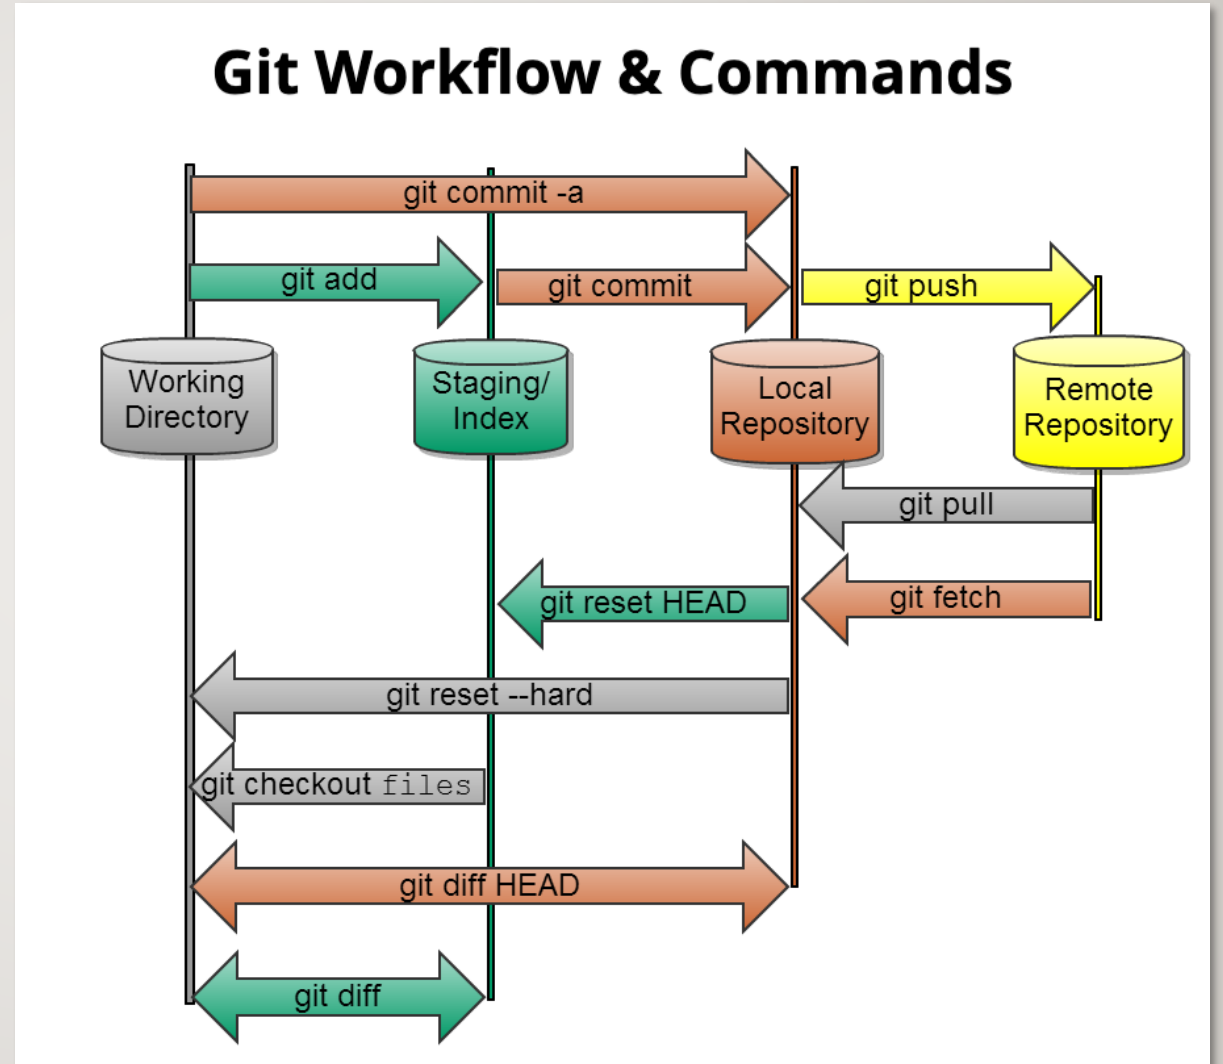 Git Workflow & Commands
git commit -a
git add
git commit
git push
Working
Directory
Staging/
Index
Local
Repository
Remote
Repository
git pull
git fetch
git reset HEAD
git reset --hard
git checkout files
git diff HEAD
git diff